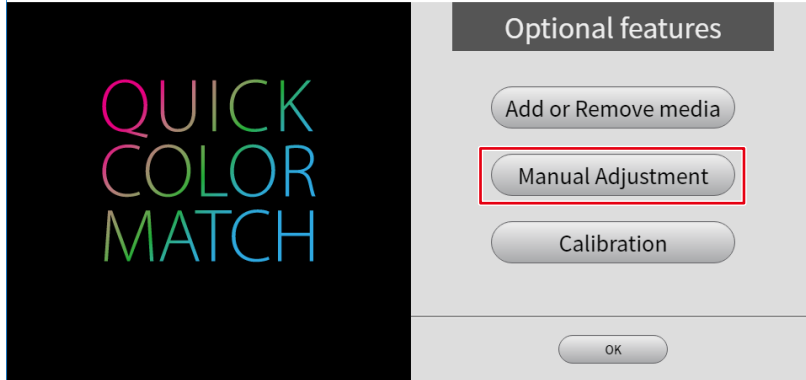 QUICK
COLOR
MATCH
Optional features
Add or Remove media
Manual Adjustment
Calibration
OK